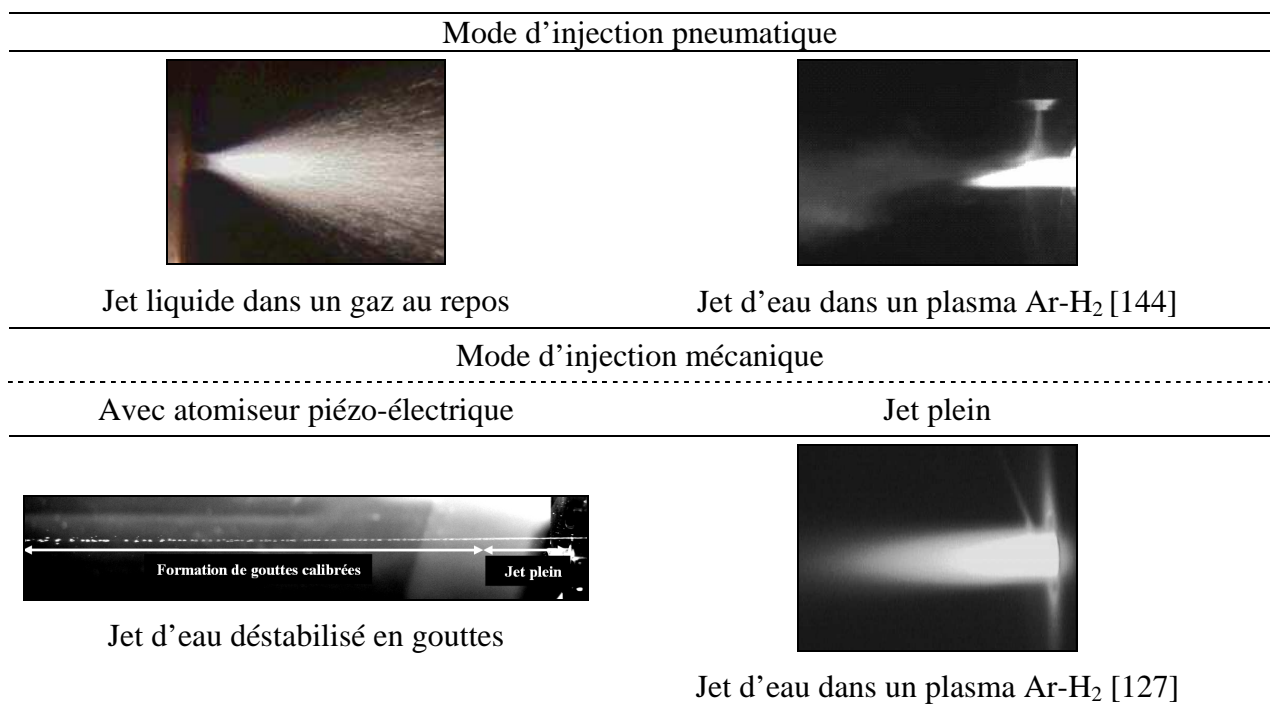 Mode d'injection pneumatique
Jet liquide dans un gaz au repos
Jet d'eau dans un plasma Ar-H₂ [144]
Mode d'injection mécanique
Avec atomiseur piézo-électrique
Jet plein
Formation de gouttes calibrées
Jet plein
Jet d'eau déstabilisé en gouttes
Jet d'eau dans un plasma Ar-H₂ [127]